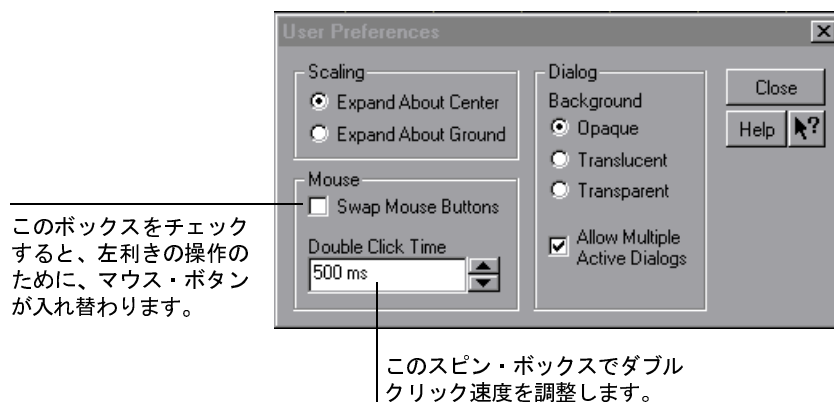 User Preferences
Scaling
Expand About Center
Expand About Ground
Mouse
Swap Mouse Buttons
Double Click Time
500 ms
Dialog
Background
Opaque
Translucent
Transparent
Allow Multiple
Active Dialogs
Close
Help
このボックスをチェック
すると、左利きの操作の
ために、マウス・ボタン
が入れ替わります。
このスピン・ボックスでダブル
クリック速度を調整します。